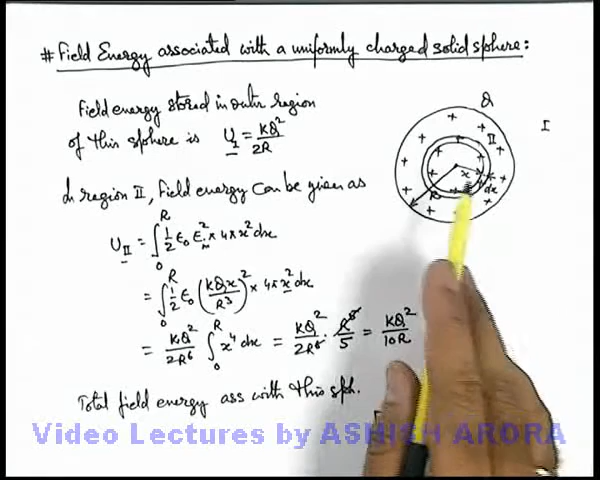 # Field Energy associated with a uniformly charged solid sphere:
Field energy stored in outer region
of this sphere is U_I = KQ²/2R
In region II, field energy can be given as
U_II = ∫₀ᴿ ½ ε₀ E_in² × 4πx² dx
= ∫₀ᴿ ½ ε₀ (KQx/R³)² × 4πx² dx
= KQ²/2R⁶ ∫₀ᴿ x⁴ dx = KQ²/2R⁶ · R⁵/5 = KQ²/10R
Total field energy ass with this sph.
Q
I
II
x
dx
R
Video Lectures by ASHISH ARORA